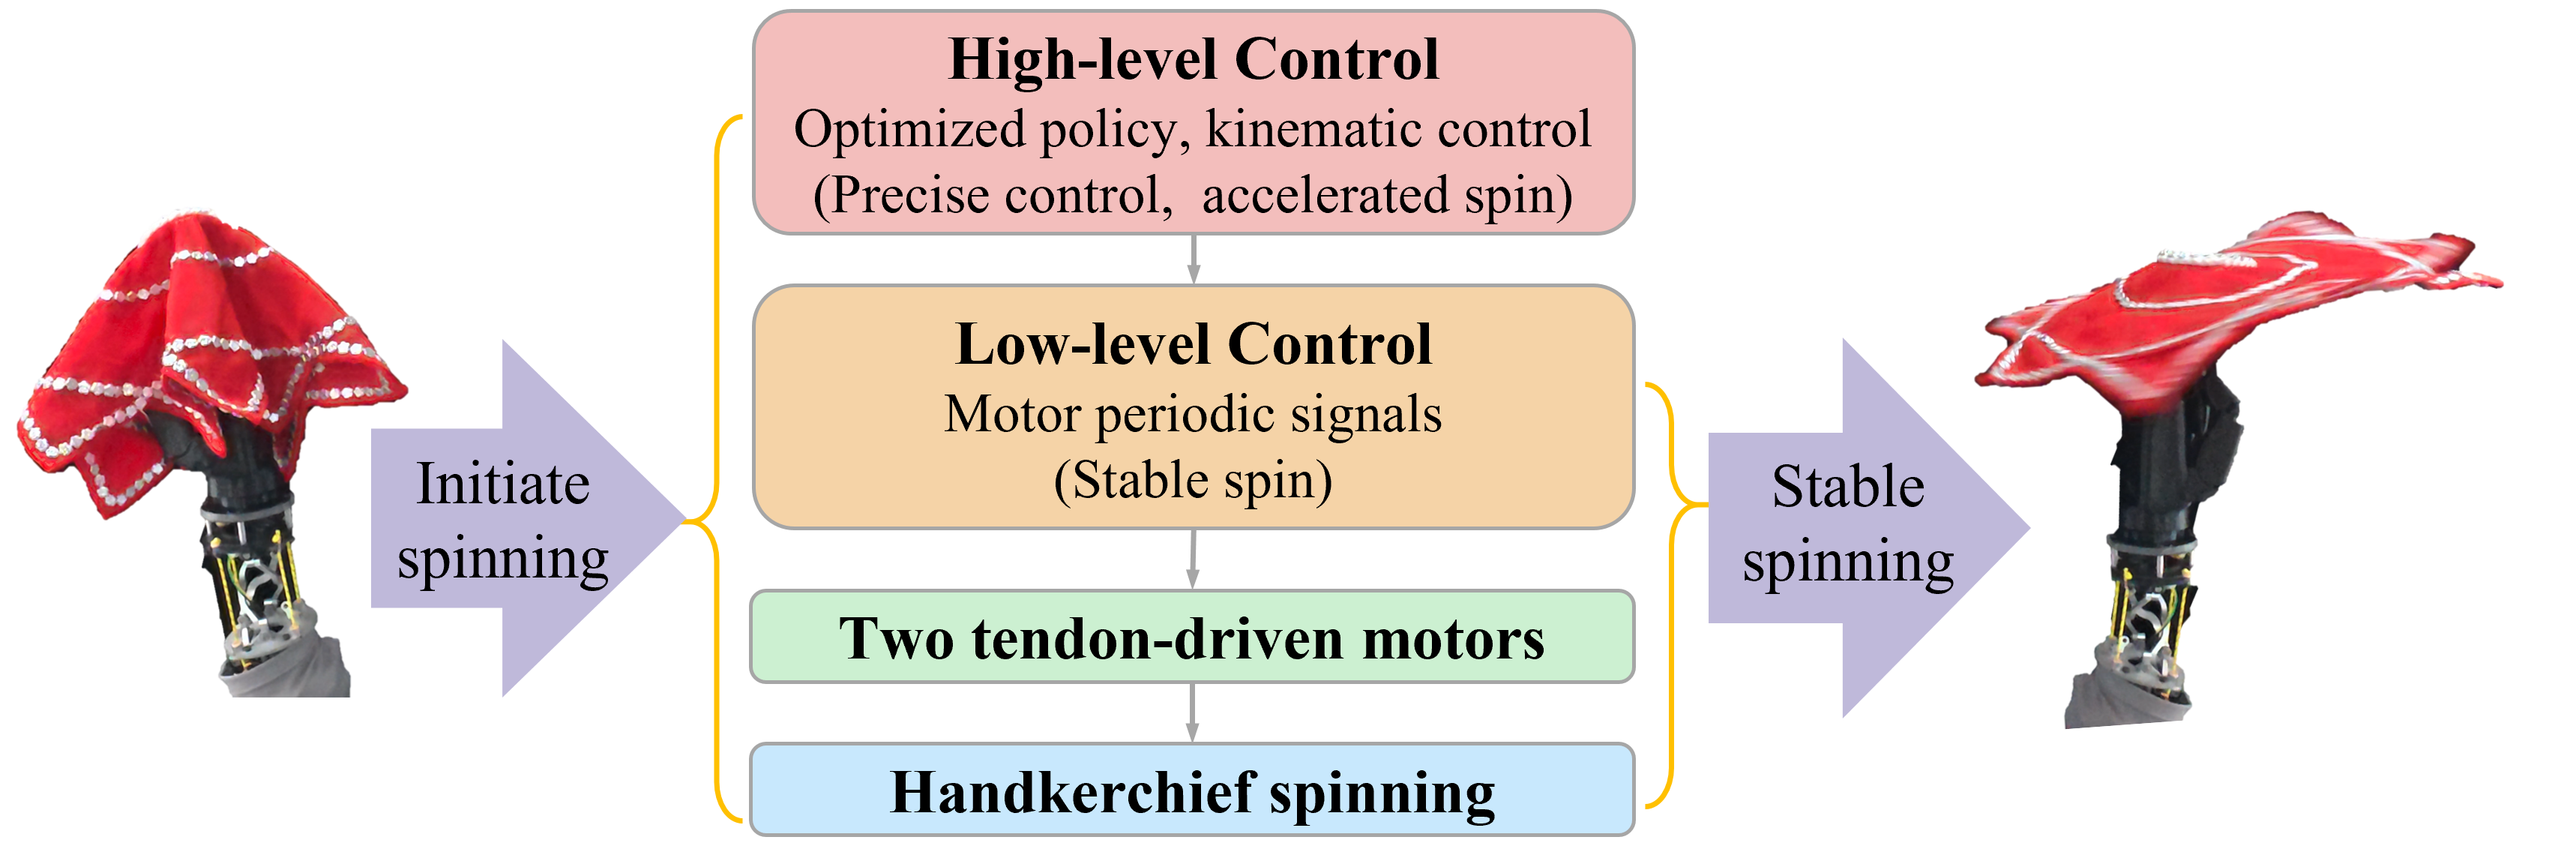 Initiate
spinning
High-level Control
Optimized policy, kinematic control
(Precise control, accelerated spin)
Low-level Control
Motor periodic signals
(Stable spin)
Two tendon-driven motors
Handkerchief spinning
Stable
spinning